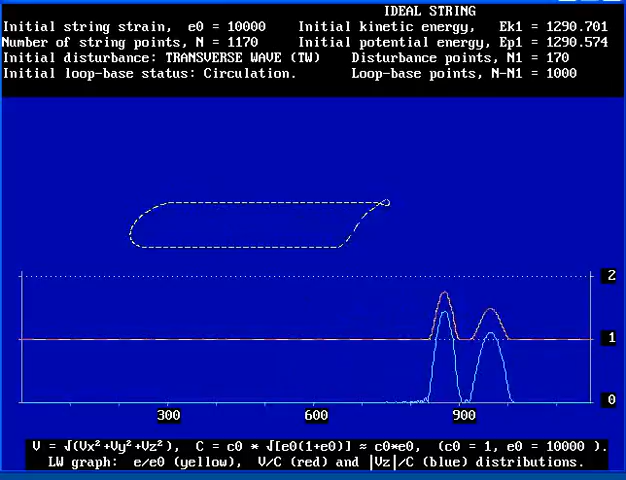 IDEAL STRING
Initial string strain, e0 = 10000 Initial kinetic energy, Ek1 = 1290.701
Number of string points, N = 1170 Initial potential energy, Ep1 = 1290.574
Initial disturbance: TRANSVERSE WAVE (TW) Disturbance points, N1 = 170
Initial loop-base status: Circulation. Loop-base points, N-N1 = 1000
2
1
0
300 600 900
V = √(Vx²+Vy²+Vz²), C = c0 * √[e0(1+e0)] ≈ c0*e0, (c0 = 1, e0 = 10000 ).
LW graph: e/e0 (yellow), V/C (red) and |Vz|/C (blue) distributions.